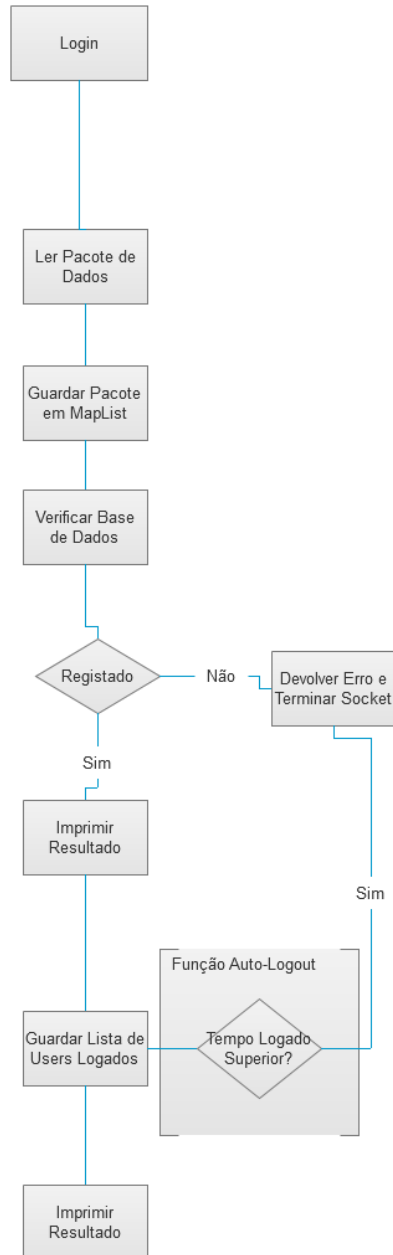 Login
Ler Pacote de
Dados
Guardar Pacote
em MapList
Verificar Base
de Dados
Registado
Não
Devolver Erro e
Terminar Socket
Sim
Imprimir
Resultado
Sim
Função Auto-Logout
Guardar Lista de
Users Logados
Tempo Logado
Superior?
Imprimir
Resultado